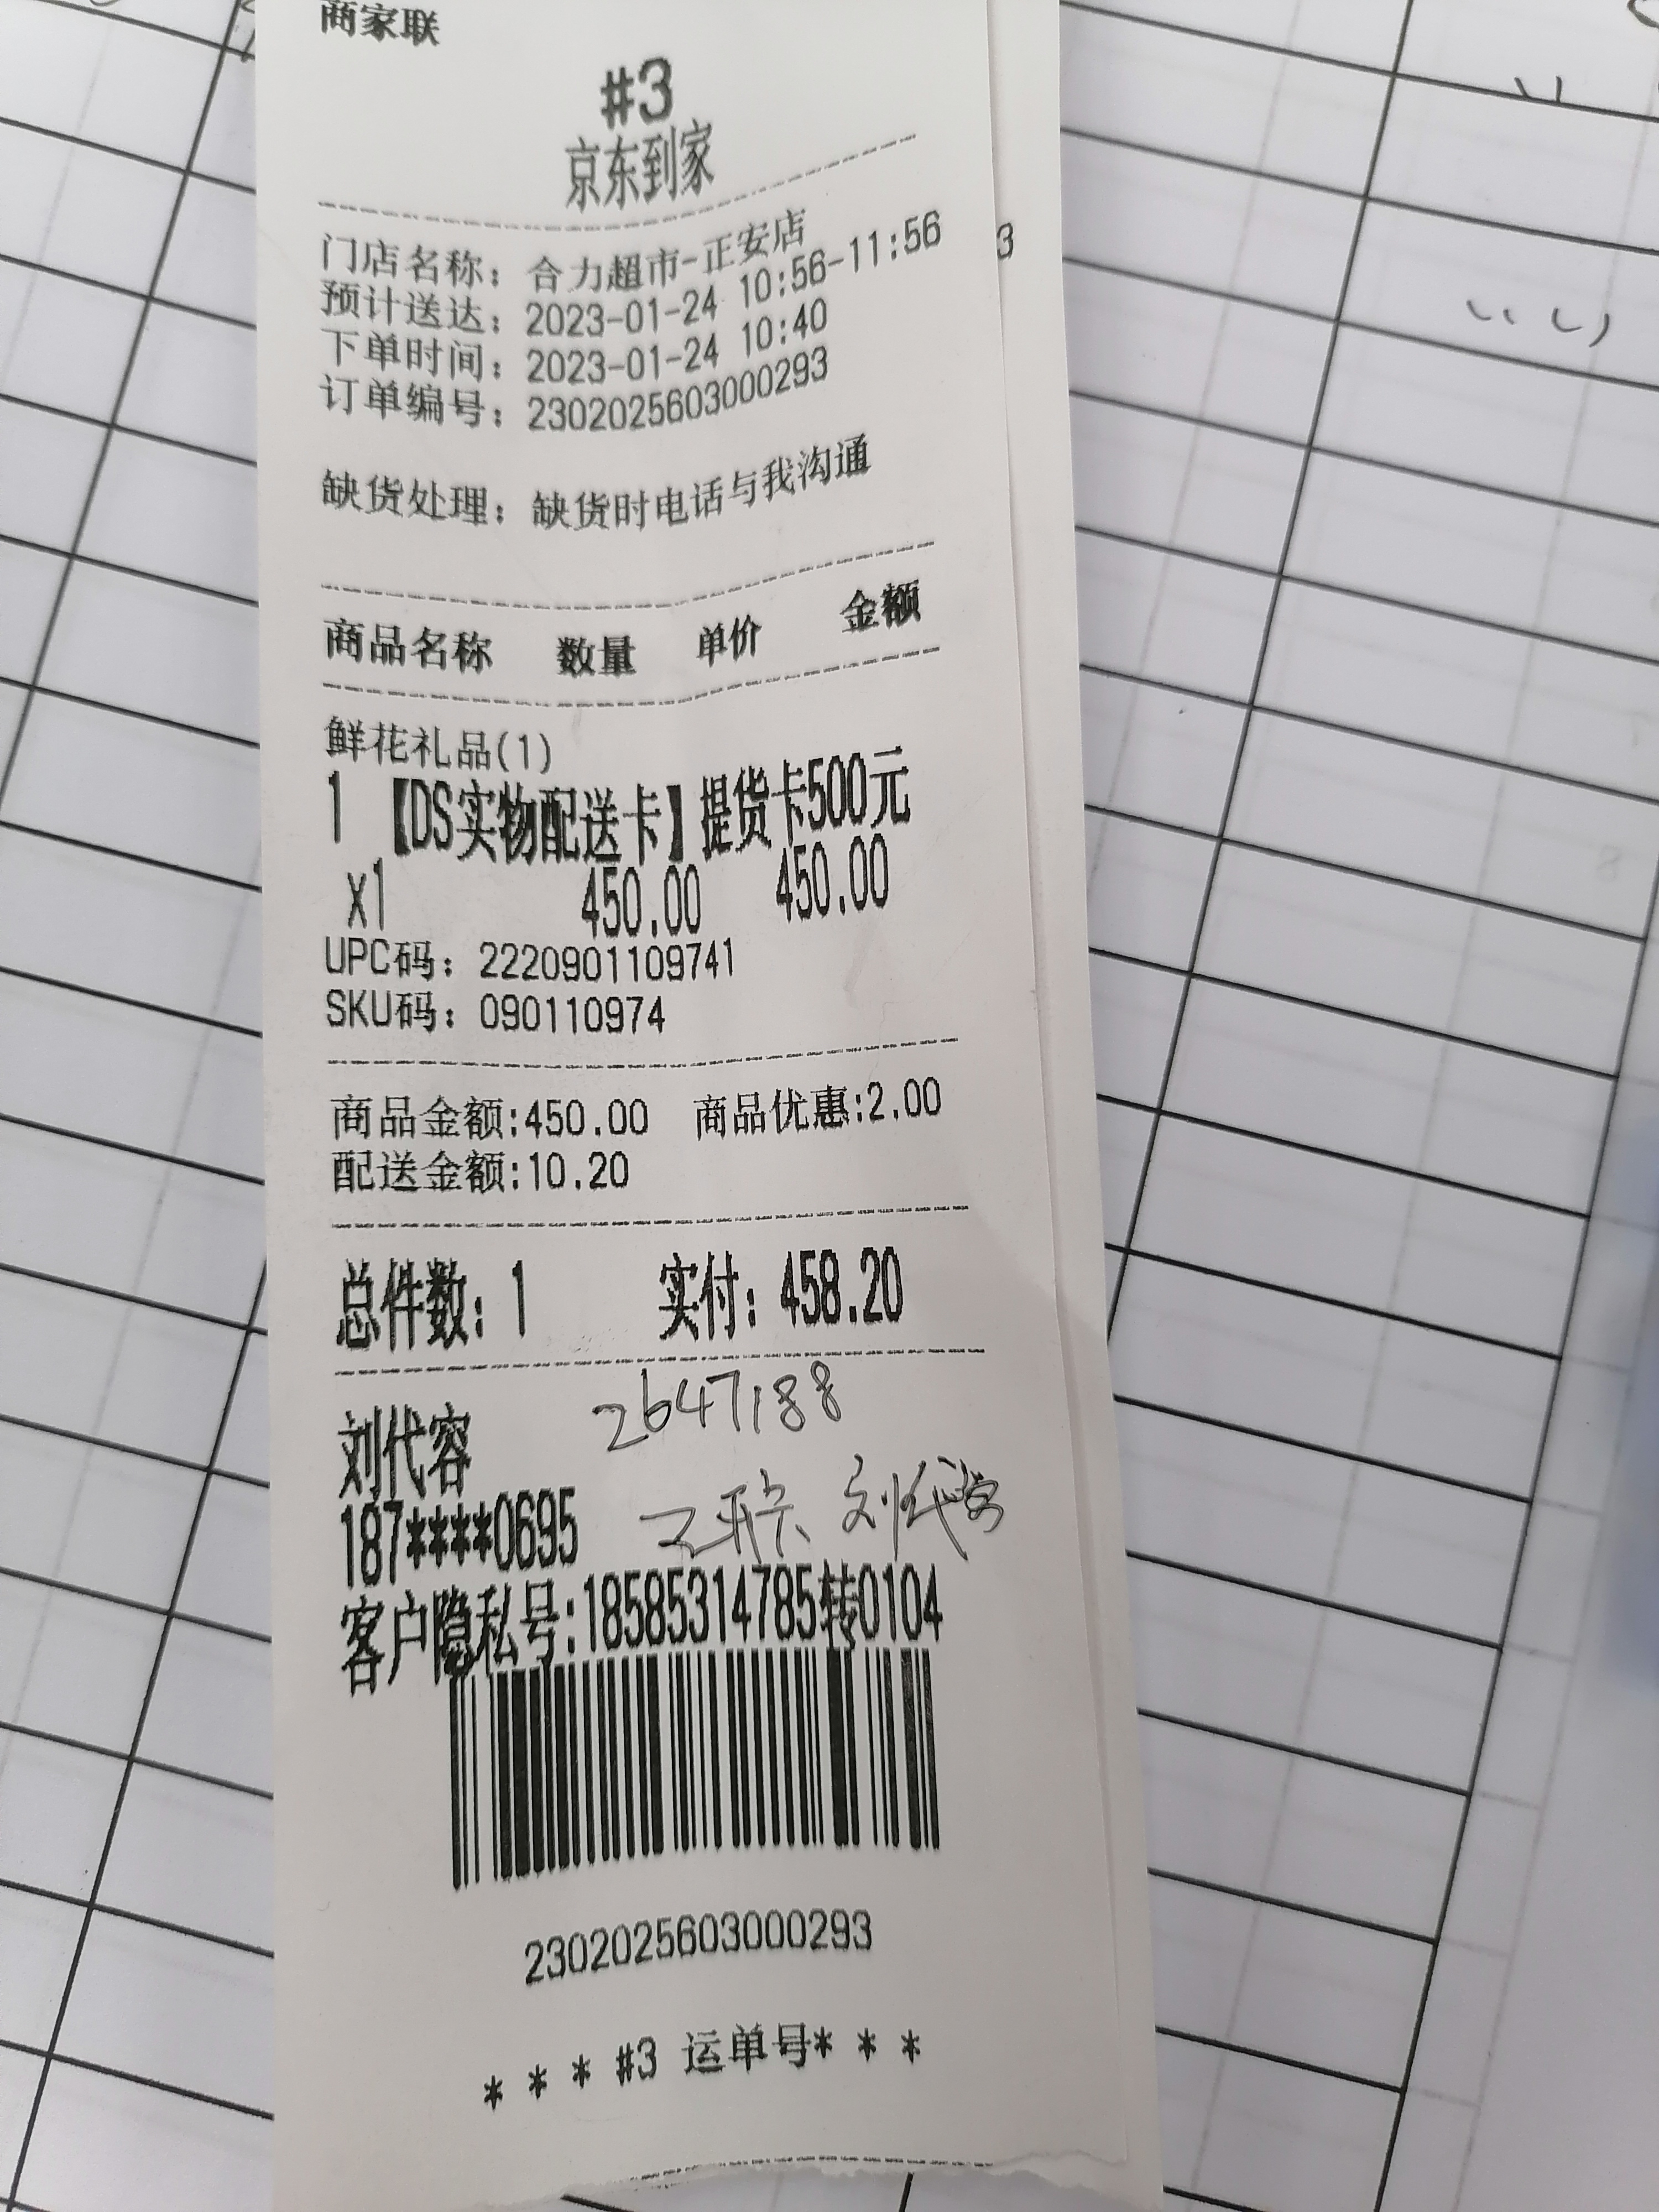 商家联
#3
京东到家
门店名称：合力超市-正安店
预计送达：2023-01-24 10:56-11:56
3
下单时间：2023-01-24 10:40
订单编号：2302025603000293
缺货处理：缺货时电话与我沟通
商品名称 数量 单价 金额
鲜花礼品(1)
1 【DS实物配送卡】提货卡500元
x1 450.00 450.00
UPC码：2220901109741
SKU码：090110974
商品金额:450.00 商品优惠:2.00
配送金额:10.20
总件数：1 实付：458.20
2647188
刘代容
187****0695
刘代容
客户隐私号:18585314785转0104
2302025603000293
* * * #3 运单号* * *